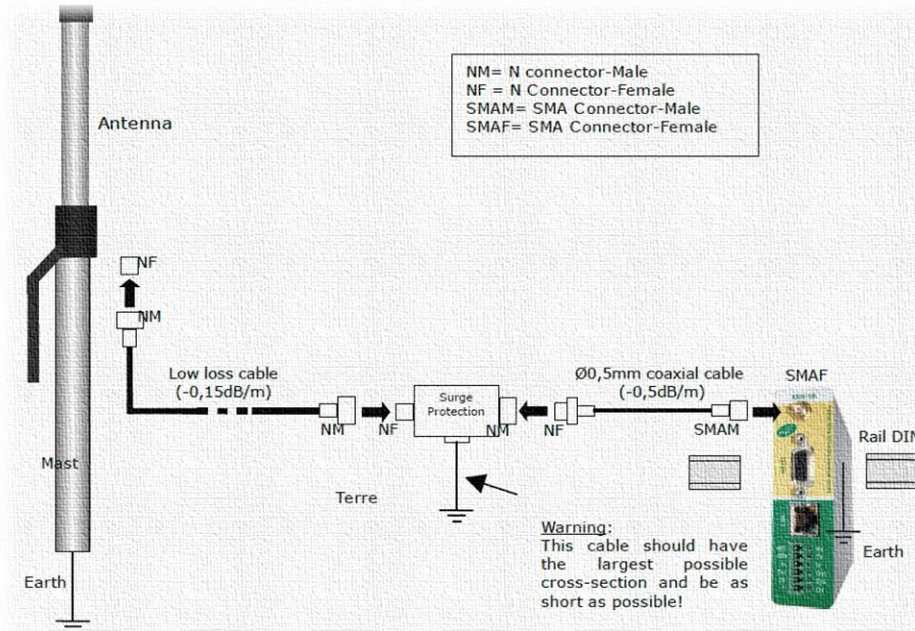 NM= N connector-Male
NF = N Connector-Female
SMAM= SMA Connector-Male
SMAF= SMA Connector-Female
Antenna
NF
NM
Low loss cable
(-0,15dB/m)
Surge
Protection
Ø0,5mm coaxial cable
(-0,5dB/m)
SMAF
NM
NF
NM
NF
SMAM
Rail DIN
Mast
Terre
Warning:
This cable should have
the largest possible
cross-section and be as
short as possible!
Earth
Earth